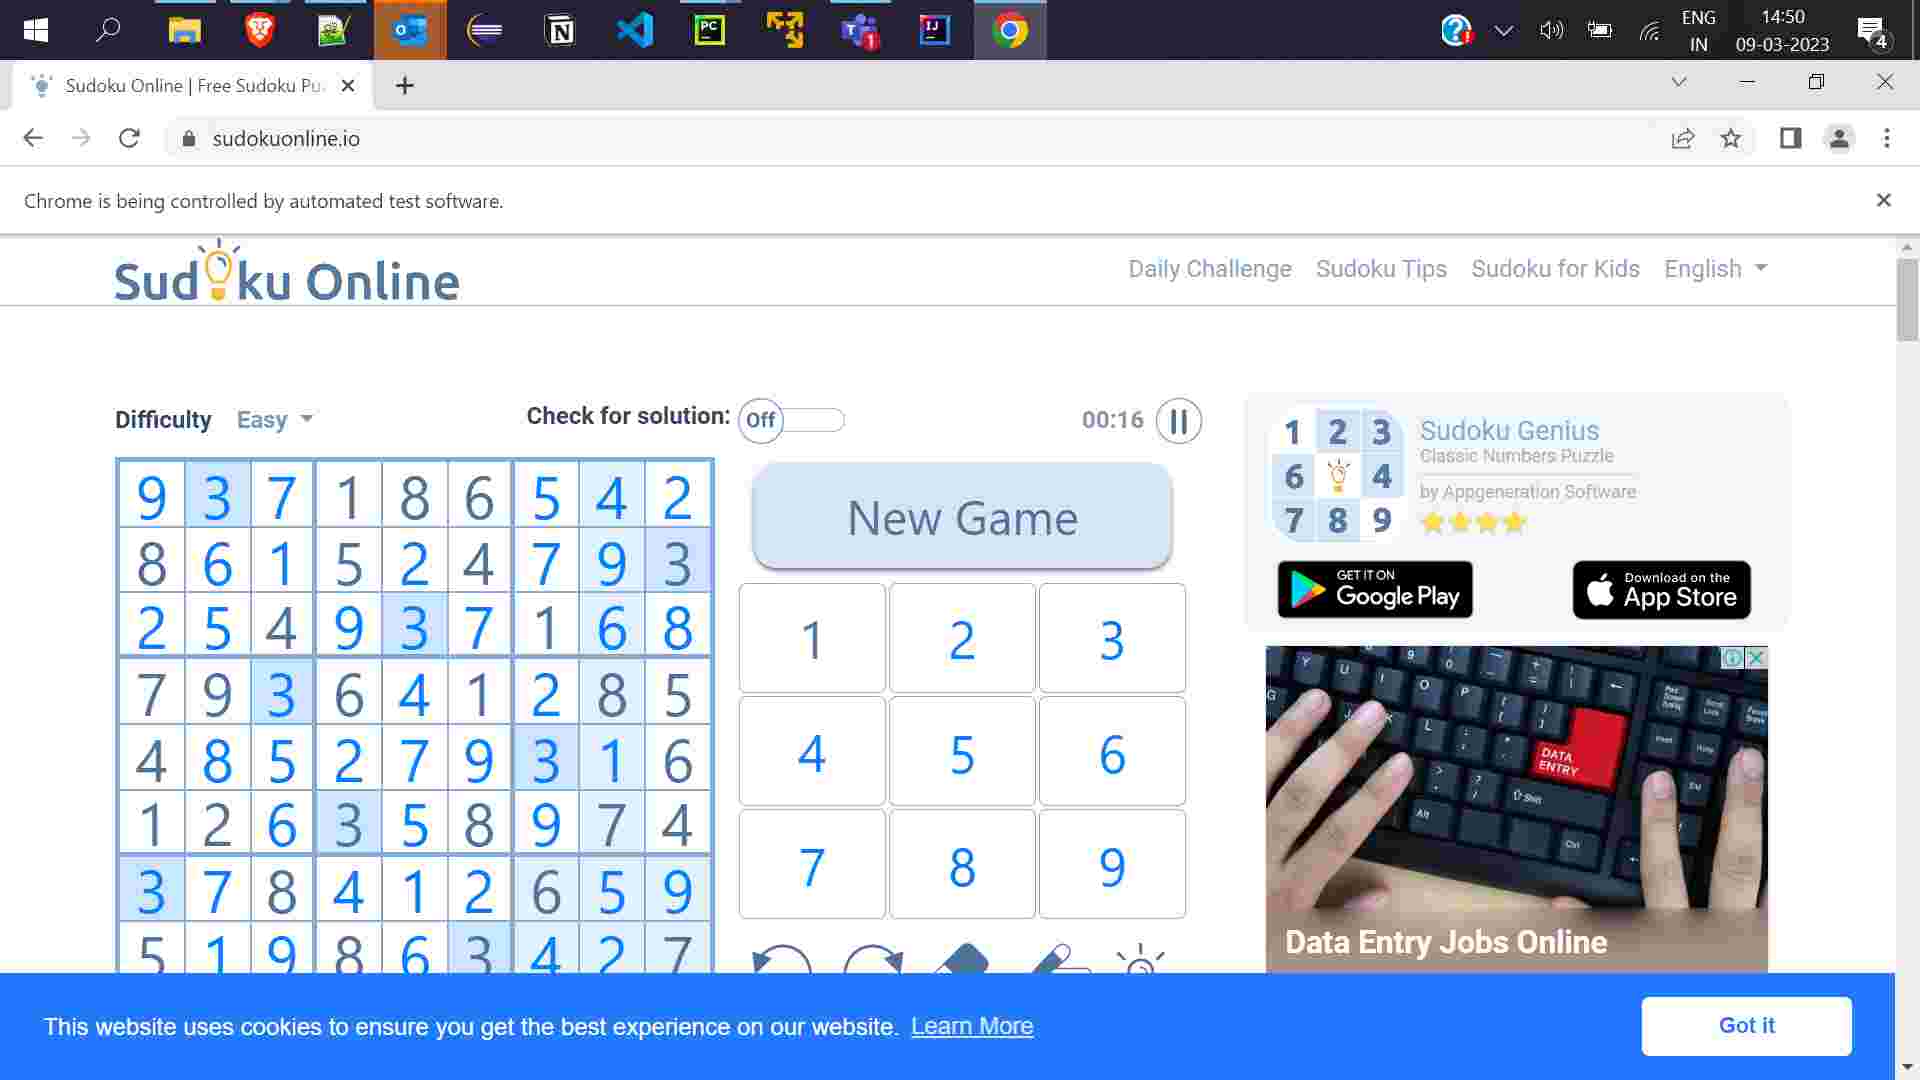 ENG
IN
14:50
09-03-2023
4
Sudoku Online | Free Sudoku Pu
sudokuonline.io
Chrome is being controlled by automated test software.
Sudoku Online
Daily Challenge Sudoku Tips Sudoku for Kids English
Difficulty Easy Check for solution: Off 00:16
9 3 7 1 8 6 5 4 2
8 6 1 5 2 4 7 9 3
2 5 4 9 3 7 1 6 8
7 9 3 6 4 1 2 8 5
4 8 5 2 7 9 3 1 6
1 2 6 3 5 8 9 7 4
3 7 8 4 1 2 6 5 9
5 1 9 8 6 3 4 2 7
New Game
1 2 3
4 5 6
7 8 9
1 2 3
6 4
7 8 9
Sudoku Genius
Classic Numbers Puzzle
by Appgeneration Software
GET IT ON
Google Play
Download on the
App Store
DATA
ENTRY
Data Entry Jobs Online
This website uses cookies to ensure you get the best experience on our website. Learn More
Got it